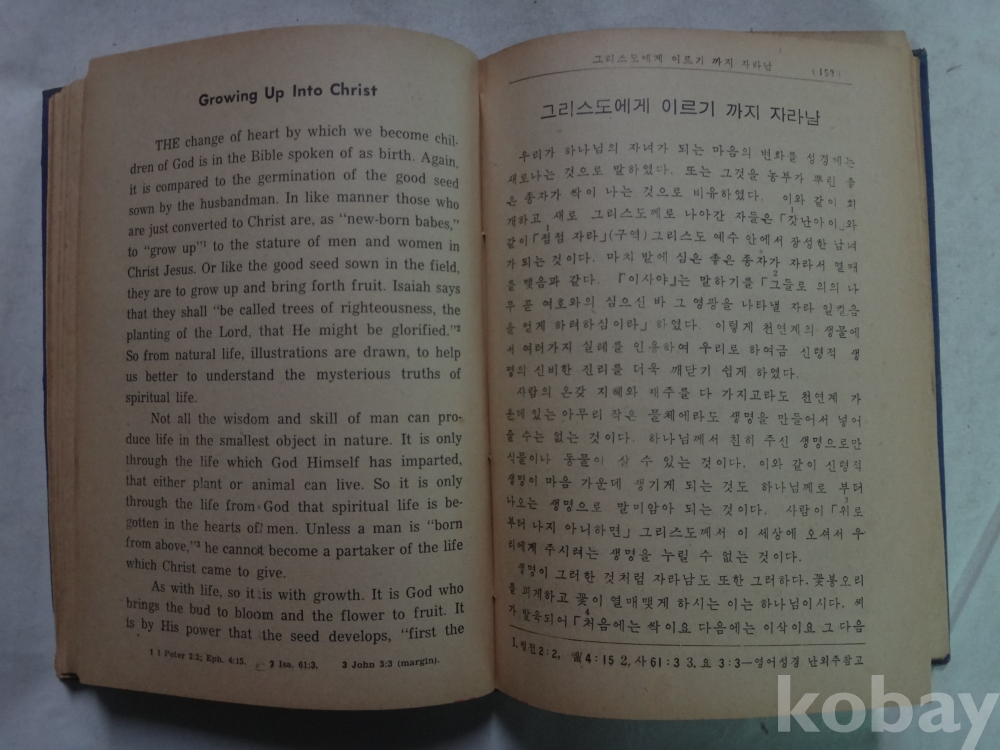 Growing Up Into Christ
THE change of heart by which we become chil-
dren of God is in the Bible spoken of as birth. Again,
it is compared to the germination of the good seed
sown by the husbandman. In like manner those who
are just converted to Christ are, as "new-born babes,"
to "grow up"¹ to the stature of men and women in
Christ Jesus. Or like the good seed sown in the field,
they are to grow up and bring forth fruit. Isaiah says
that they shall "be called trees of righteousness, the
planting of the Lord, that He might be glorified."²
So from natural life, illustrations are drawn, to help
us better to understand the mysterious truths of
spiritual life.
Not all the wisdom and skill of man can pro-
duce life in the smallest object in nature. It is only
through the life which God Himself has imparted,
that either plant or animal can live. So it is only
through the life from God that spiritual life is be-
gotten in the hearts of men. Unless a man is "born
from above,"³ he cannot become a partaker of the life
which Christ came to give.
As with life, so it is with growth. It is God who
brings the bud to bloom and the flower to fruit. It
is by His power that the seed develops, "first the
1 1 Peter 2:2; Eph. 4:15. 2 Isa. 61:3. 3 John 3:3 (margin).
그리스도에게 이르기 까지 자라남 (159)
그리스도에게 이르기 까지 자라남
우리가 하나님의 자녀가 되는 마음의 변화를 성경에는
새로나는 것으로 말하였다. 또는 그것을 농부가 뿌린 좋
은 종자가 싹이 나는 것으로 비유하였다. 이와 같이 회
개하고 새로 그리스도께로 나아간 자들은 「갓난아이」와
같이 「점점 자라」(구역) 그리스도 예수 안에서 장성한 남녀
가 되는 것이다. 마치 밭에 심은 좋은 종자가 자라서 열매
를 맺음과 같다. 『이사야』는 말하기를 「그들로 의의 나
무 곧 여호와의 심으신 바 그 영광을 나타낼 자라 일컬음
을 얻게 하려하심이라」 하였다. 이렇게 천연계의 생물에
서 여러가지 실례를 인용하여 우리로 하여금 신령적 생
명의 신비한 진리를 더욱 깨닫기 쉽게 하였다.
사람의 온갖 지혜와 재주를 다 가지고라도 천연계 가
운데 있는 아무리 작은 물체에라도 생명을 만들어서 넣어
줄 수는 없는 것이다. 하나님께서 친히 주신 생명으로만
식물이나 동물이 살 수 있는 것이다. 이와 같이 신령적
생명이 마음 가운데 생기게 되는 것도 하나님께로 부터
나오는 생명으로 말미암아 되는 것이다. 사람이 「위로
부터 나지 아니하면」 그리스도께서 이 세상에 오셔서 우
리에게 주시려는 생명을 누릴 수 없는 것이다.
생명이 그러한 것처럼 자라남도 또한 그러하다. 꽃봉오리
를 피게하고 꽃이 열매맺게 하시는 이는 하나님이시다. 씨
가 발육되어 「처음에는 싹이요 다음에는 이삭이요 그 다음
4:15 2, 사 61:3 3, 요 3:3—영어성경 난외주참고
kobay